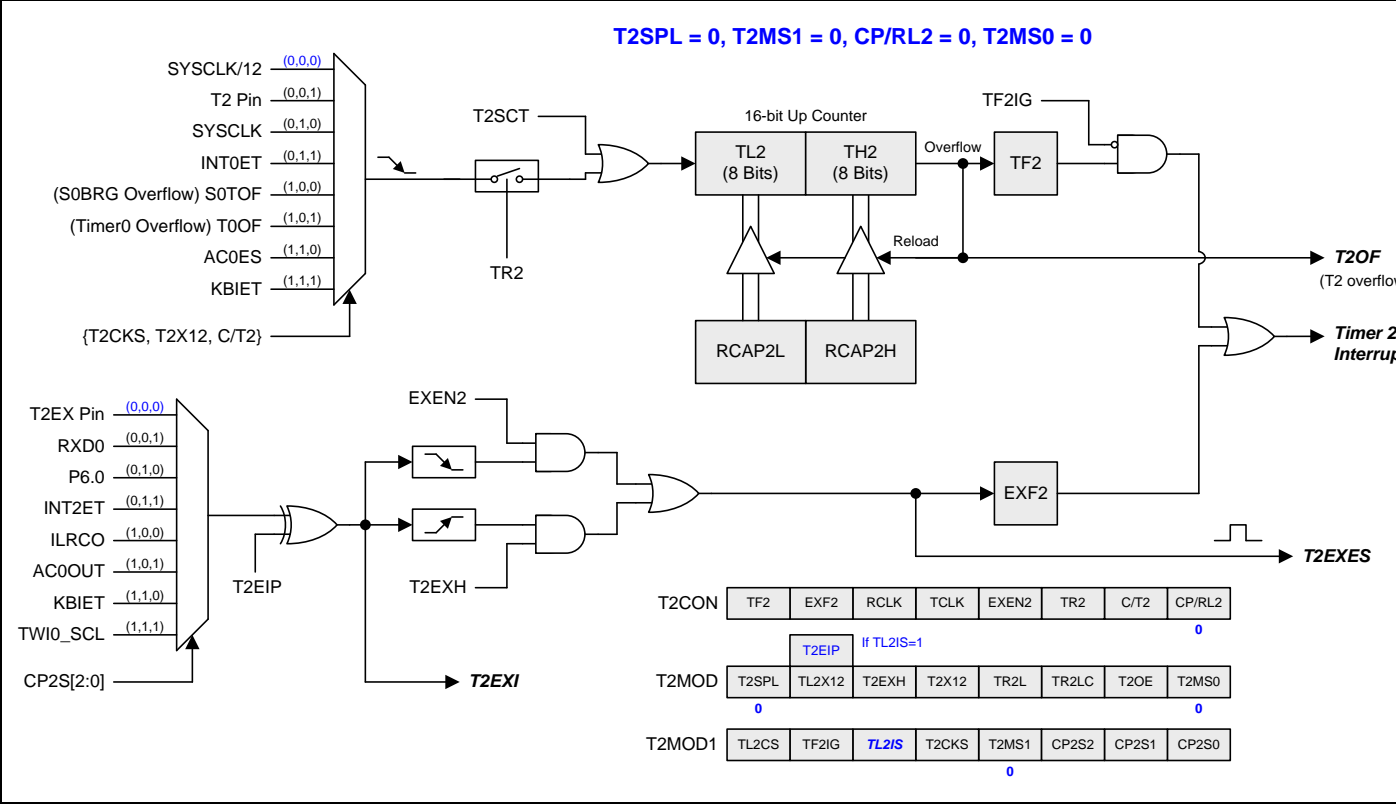 T2SPL = 0, T2MS1 = 0, CP/RL2 = 0, T2MS0 = 0
SYSCLK/12 (0,0,0)
T2 Pin (0,0,1)
SYSCLK (0,1,0)
INT0ET (0,1,1)
(S0BRG Overflow) S0TOF (1,0,0)
(Timer0 Overflow) T0OF (1,0,1)
AC0ES (1,1,0)
KBIET (1,1,1)
{T2CKS, T2X12, C/T2}
T2SCT
TR2
16-bit Up Counter
TL2
(8 Bits)
TH2
(8 Bits)
Overflow
TF2
TF2IG
Reload
RCAP2L
RCAP2H
T2OF
(T2 overflow
Timer 2
Interrup
T2EX Pin (0,0,0)
RXD0 (0,0,1)
P6.0 (0,1,0)
INT2ET (0,1,1)
ILRCO (1,0,0)
AC0OUT (1,0,1)
KBIET (1,1,0)
TWI0_SCL (1,1,1)
CP2S[2:0]
T2EIP
EXEN2
T2EXH
EXF2
T2EXES
T2EXI
T2CON TF2 EXF2 RCLK TCLK EXEN2 TR2 C/T2 CP/RL2
0
T2EIP If TL2IS=1
T2MOD T2SPL TL2X12 T2EXH T2X12 TR2L TR2LC T2OE T2MS0
0 0
T2MOD1 TL2CS TF2IG TL2IS T2CKS T2MS1 CP2S2 CP2S1 CP2S0
0